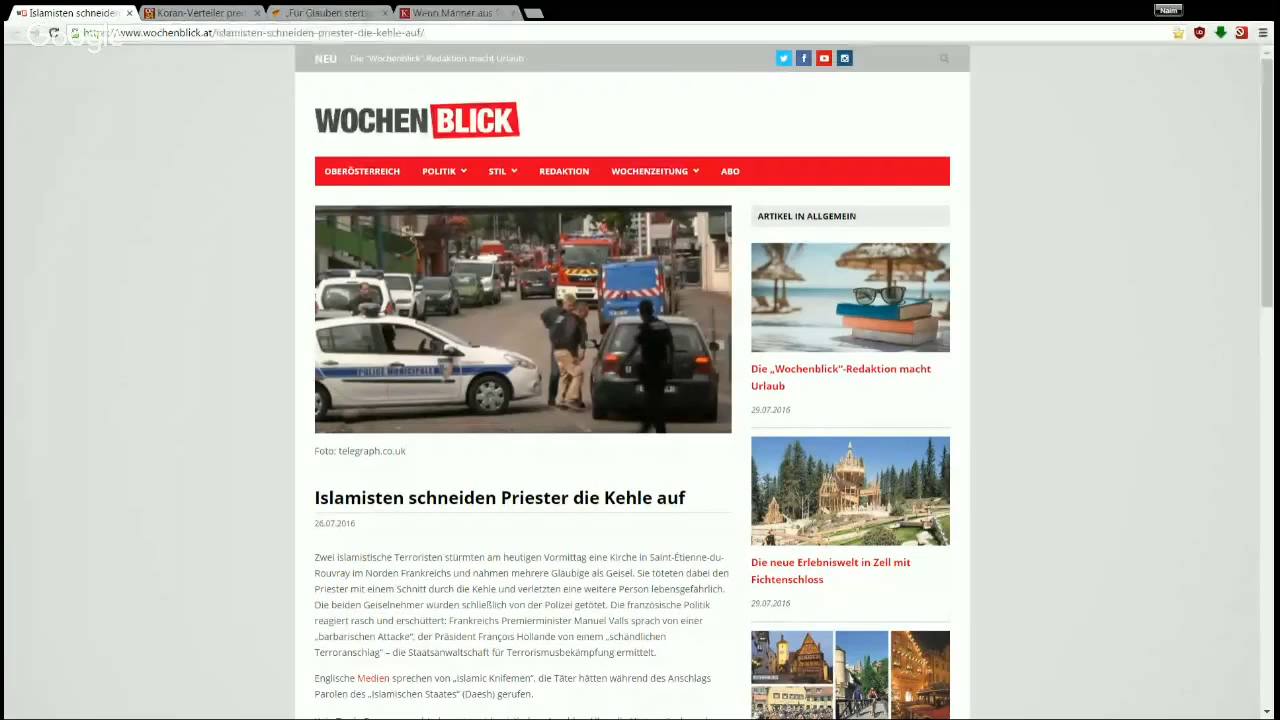 Islamisten schneiden
Koran-Verteiler pred
„Für Glauben sterb
Wenn Männer aus S
Naim
Google
https://www.wochenblick.at/islamisten-schneiden-priester-die-kehle-auf/
NEU Die "Wochenblick"-Redaktion macht Urlaub
WOCHENBLICK
OBERÖSTERREICH POLITIK STIL REDAKTION WOCHENZEITUNG ABO
POLICE MUNICIPALE
Foto: telegraph.co.uk
Islamisten schneiden Priester die Kehle auf
26.07.2016
Zwei islamistische Terroristen stürmten am heutigen Vormittag eine Kirche in Saint-Étienne-du-
Rouvray im Norden Frankreichs und nahmen mehrere Gläubige als Geisel. Sie töteten dabei den
Priester mit einem Schnitt durch die Kehle und verletzten eine weitere Person lebensgefährlich.
Die beiden Geiselnehmer wurden schließlich von der Polizei getötet. Die französische Politik
reagiert rasch und erschüttert: Frankreichs Premierminister Manuel Valls sprach von einer
„barbarischen Attacke“, der Präsident François Hollande von einem „schändlichen
Terroranschlag“ – die Staatsanwaltschaft für Terrorismusbekämpfung ermittelt.
Englische Medien sprechen von „Islamic Knifemen“, die Täter hätten während des Anschlags
Parolen des „Islamischen Staates“ (Daesh) gerufen.
ARTIKEL IN ALLGEMEIN
Die „Wochenblick“-Redaktion macht
Urlaub
29.07.2016
Die neue Erlebniswelt in Zell mit
Fichtenschloss
29.07.2016